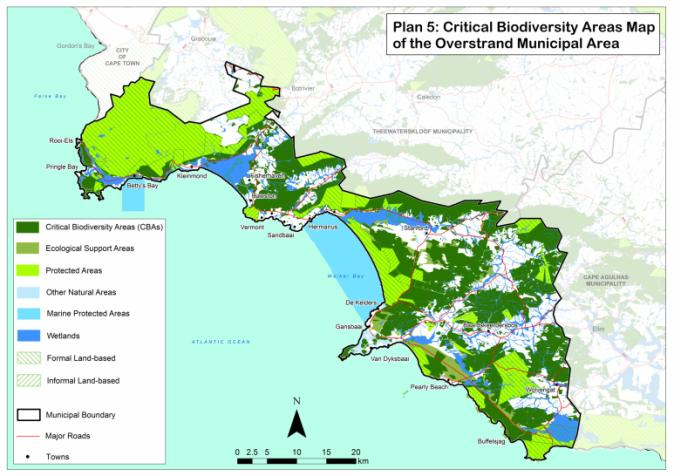 Plan 5: Critical Biodiversity Areas Map
of the Overstrand Municipal Area
Gordon's Bay
CITY
OF
CAPE TOWN
Grabouw
Botrivier
Caledon
False Bay
THEEWATERSKLOOF MUNICIPALITY
Rooi-Els
Pringle Bay
Betty's Bay
Kleinmond
Fisherhaven
Vermont
Sandbaai
Hermanus
Stanford
Walker Bay
De Kelders
Gansbaai
Van Dyksbaai
Pearly Beach
Baardskeerdersbos
Wolvengat
Buffelsjag
CAPE AGULHAS
MUNICIPALITY
Elim
ATLANTIC OCEAN
Critical Biodiversity Areas (CBAs)
Ecological Support Areas
Protected Areas
Other Natural Areas
Marine Protected Areas
Wetlands
Formal Land-based
Informal Land-based
Municipal Boundary
Major Roads
Towns
N
0 2.5 5 10 15 20
km